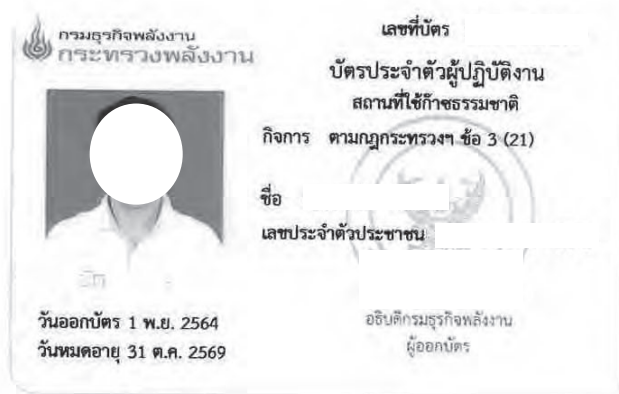 กรมธุรกิจพลังงาน
กระทรวงพลังงาน
เลขที่บัตร
บัตรประจำตัวผู้ปฏิบัติงาน
สถานที่ใช้ก๊าซธรรมชาติ
กิจการ ตามกฎกระทรวงฯ ข้อ 3 (21)
ชื่อ
เลขประจำตัวประชาชน
วันออกบัตร 1 พ.ย. 2564
วันหมดอายุ 31 ต.ค. 2569
อธิบดีกรมธุรกิจพลังงาน
ผู้ออกบัตร